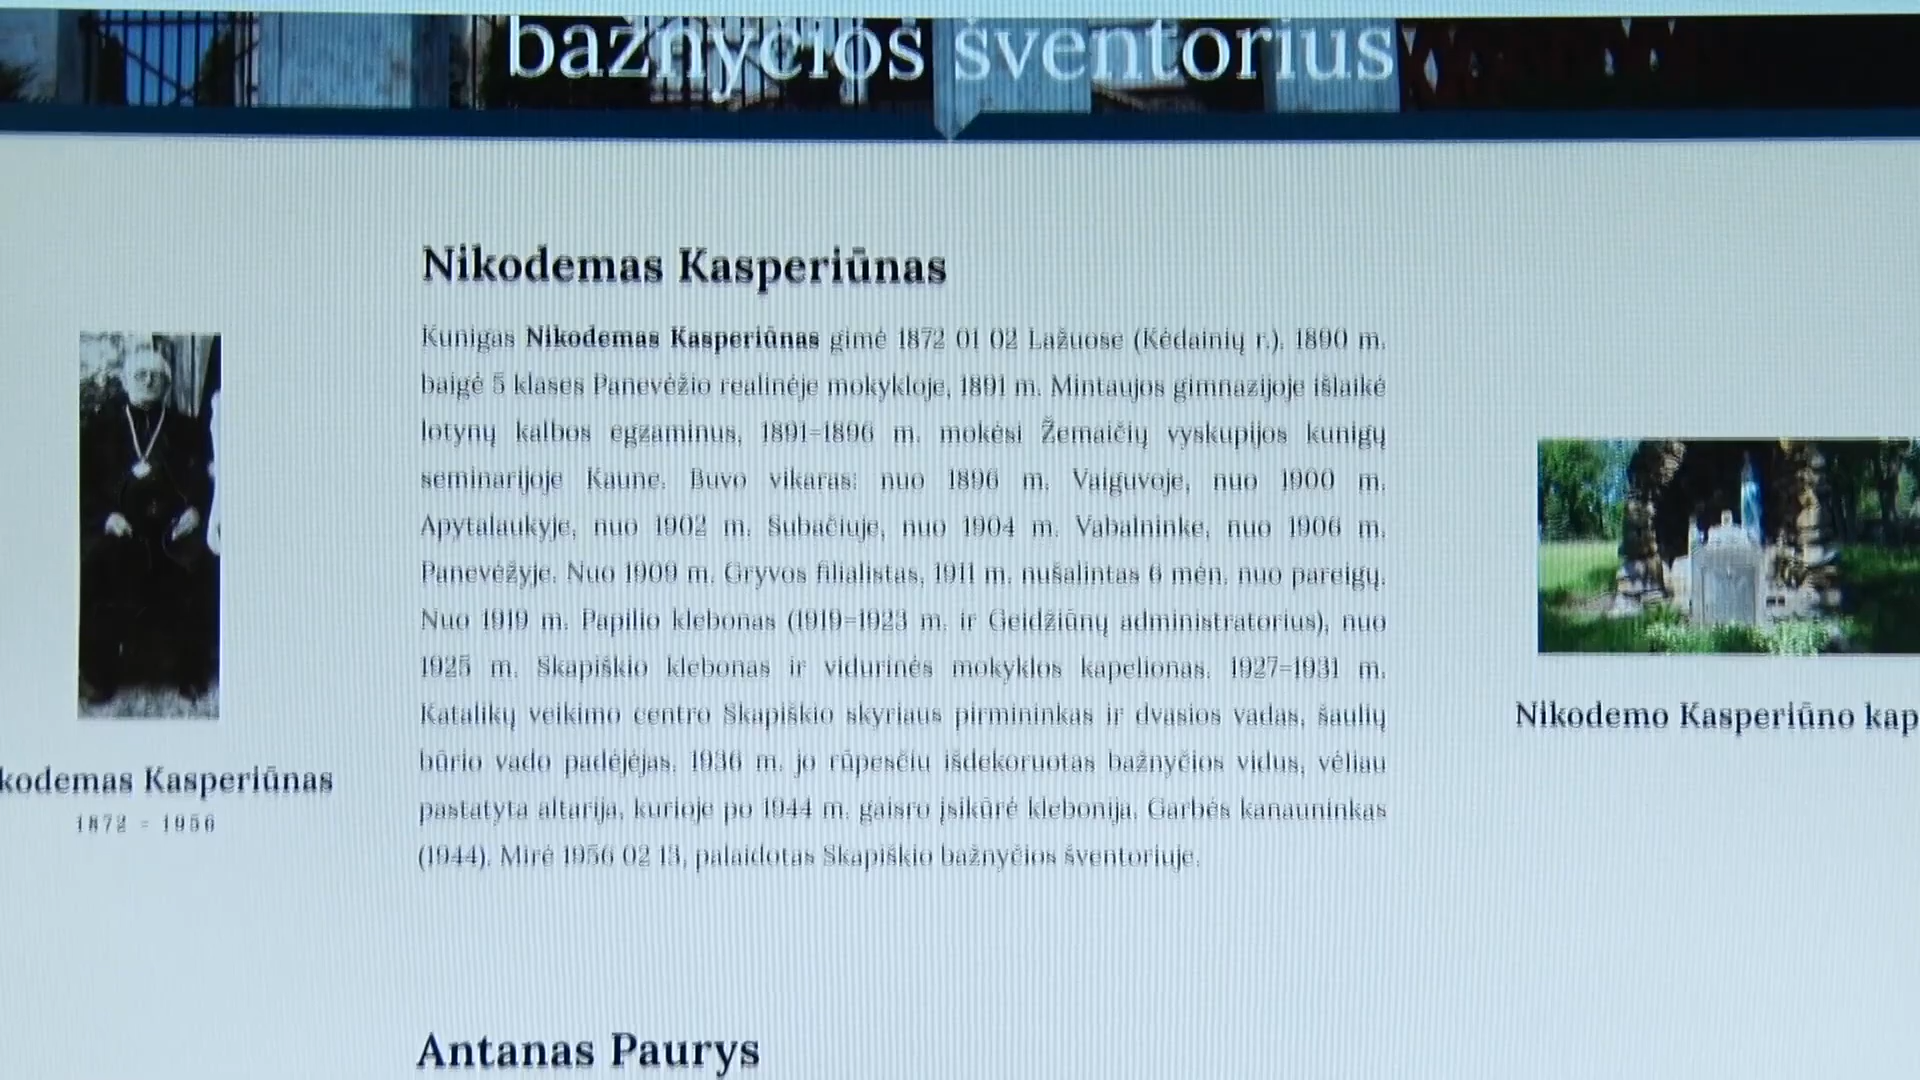 bažnyčios šventorius
Nikodemas Kasperiūnas
Kunigas Nikodemas Kasperiūnas gimė 1872 01 02 Lažuose (Kėdainių r.). 1890 m.
baigė 5 klases Panevėžio realinėje mokykloje, 1891 m. Mintaujos gimnazijoje išlaikė
lotynų kalbos egzaminus, 1891-1896 m. mokėsi Žemaičių vyskupijos kunigų
seminarijoje Kaune. Buvo vikaras: nuo 1896 m. Vaiguvoje, nuo 1900 m.
Apytalaukyje, nuo 1902 m. Subačiuje, nuo 1904 m. Vabalninke, nuo 1906 m.
Panevėžyje. Nuo 1909 m. Gryvos filialistas, 1911 m. nušalintas 6 mėn. nuo pareigų.
Nuo 1919 m. Papilio klebonas (1919-1923 m. ir Geidžiūnų administratorius), nuo
1925 m. Skapiškio klebonas ir vidurinės mokyklos kapelionas. 1927-1931 m.
Katalikų veikimo centro Skapiškio skyriaus pirmininkas ir dvasios vadas, šaulių
būrio vado padėjėjas. 1936 m. jo rūpesčiu išdekoruotas bažnyčios vidus, vėliau
pastatyta altarija, kurioje po 1944 m. gaisro įsikūrė klebonija. Garbės kanauninkas
(1944). Mirė 1956 02 13, palaidotas Skapiškio bažnyčios šventoriuje.
kodemas Kasperiūnas
1872 - 1956
Nikodemo Kasperiūno kap
Antanas Paurys